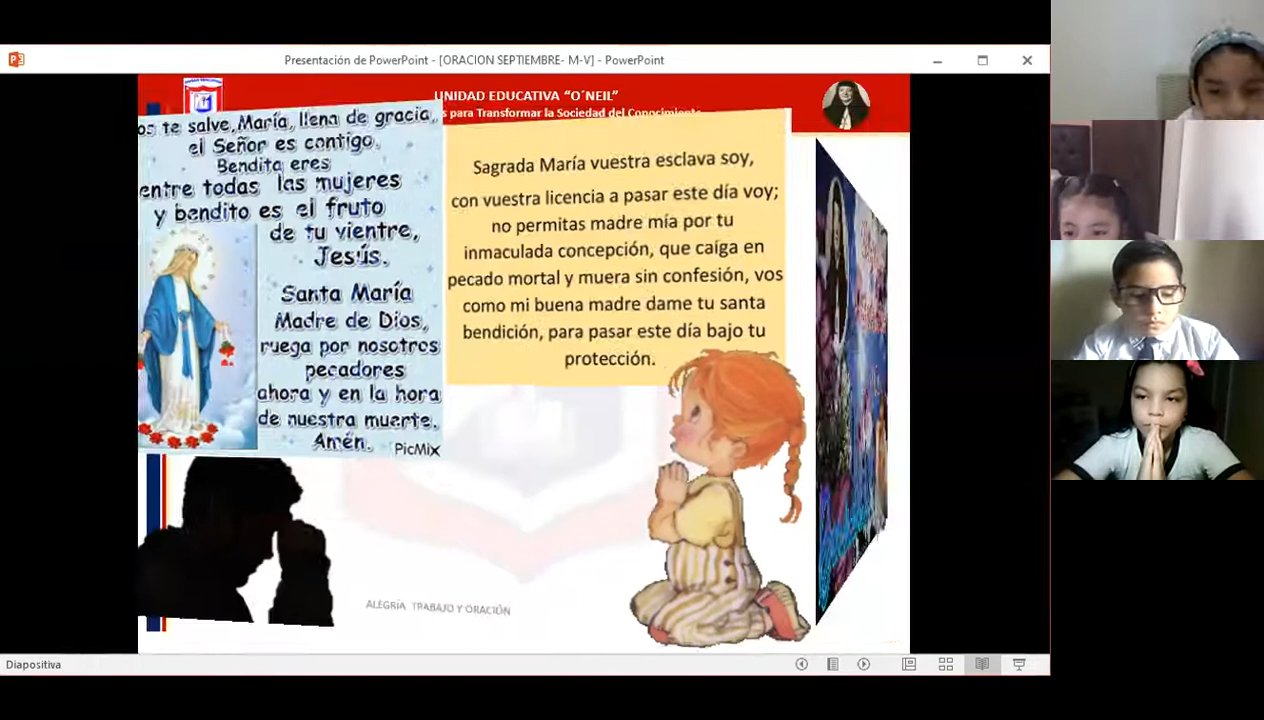 Presentación de PowerPoint - [ORACION SEPTIEMBRE- M-V] - PowerPoint
UNIDAD EDUCATIVA “O´NEIL”
s para Transformar la Sociedad del Conocimiento
os te salve, María, llena de gracia,
el Señor es contigo.
Bendita eres
entre todas las mujeres
y bendito es el fruto
de tu vientre,
Jesús.
Santa María
Madre de Dios,
ruega por nosotros
pecadores
ahora y en la hora
de nuestra muerte.
Amén.
PicMix
Sagrada María vuestra esclava soy,
con vuestra licencia a pasar este día voy;
no permitas madre mía por tu
inmaculada concepción, que caíga en
pecado mortal y muera sin confesión, vos
como mi buena madre dame tu santa
bendición, para pasar este día bajo tu
protección.
ALEGRÍA, TRABAJO Y ORACIÓN
Diapositiva